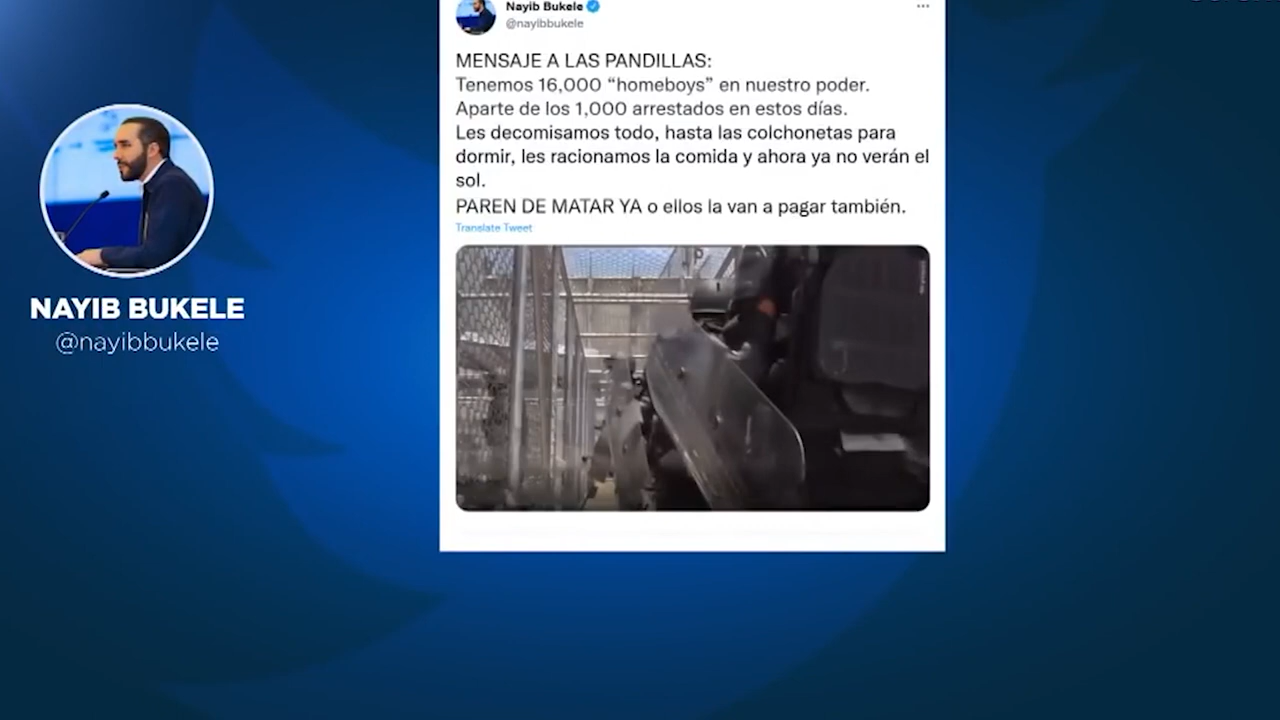 Nayib Bukele
@nayibbukele
MENSAJE A LAS PANDILLAS:
Tenemos 16,000 “homeboys” en nuestro poder.
Aparte de los 1,000 arrestados en estos días.
Les decomisamos todo, hasta las colchonetas para
dormir, les racionamos la comida y ahora ya no verán el
sol.
PAREN DE MATAR YA o ellos la van a pagar también.
Translate Tweet
NAYIB BUKELE
@nayibbukele